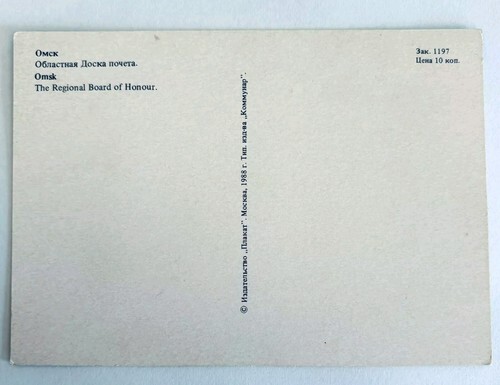 Омск
Областная Доска почета.
Omsk
The Regional Board of Honour.
Зак. 1197
Цена 10 коп.
© Издательство „Плакат". Москва, 1988 г. Тип. изд-ва „Коммунар".